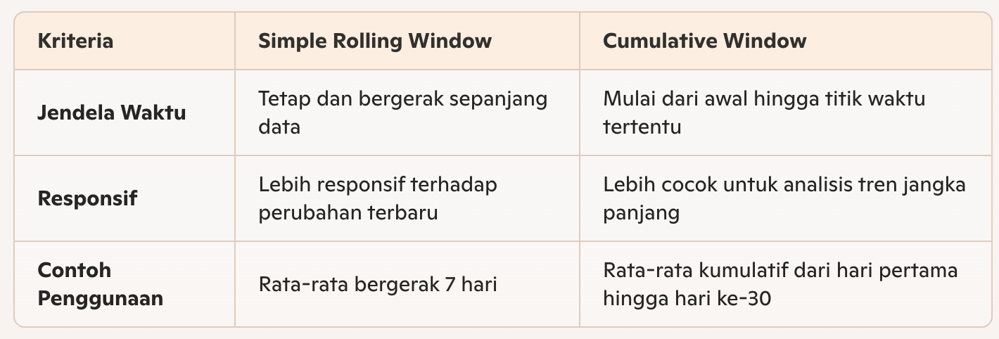 Kriteria
Simple Rolling Window
Cumulative Window
Jendela Waktu
Tetap dan bergerak sepanjang
data
Mulai dari awal hingga titik waktu
tertentu
Responsif
Lebih responsif terhadap
perubahan terbaru
Lebih cocok untuk analisis tren jangka
panjang
Contoh
Penggunaan
Rata-rata bergerak 7 hari
Rata-rata kumulatif dari hari pertama
hingga hari ke-30